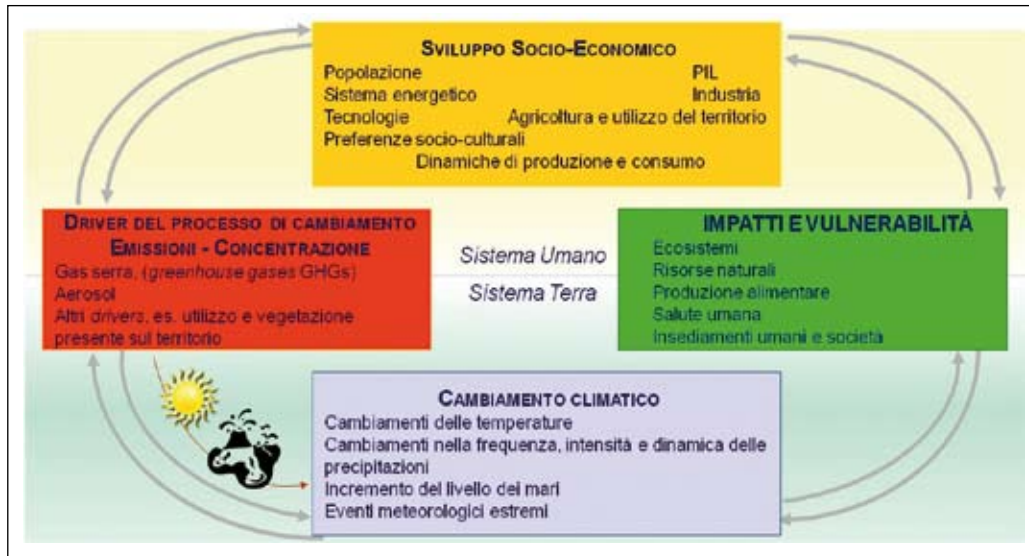 SVILUPPO SOCIO-ECONOMICO
Popolazione PIL
Sistema energetico Industria
Tecnologie Agricoltura e utilizzo del territorio
Preferenze socio-culturali
Dinamiche di produzione e consumo
DRIVER DEL PROCESSO DI CAMBIAMENTO
EMISSIONI - CONCENTRAZIONE
Gas serra, (greenhouse gases GHGs)
Aerosol
Altri drivers, es. utilizzo e vegetazione
presente sul territorio
Sistema Umano
Sistema Terra
IMPATTI E VULNERABILITÀ
Ecosistemi
Risorse naturali
Produzione alimentare
Salute umana
Insediamenti umani e società
CAMBIAMENTO CLIMATICO
Cambiamenti delle temperature
Cambiamenti nella frequenza, intensità e dinamica delle
precipitazioni
Incremento del livello dei mari
Eventi meteorologici estremi